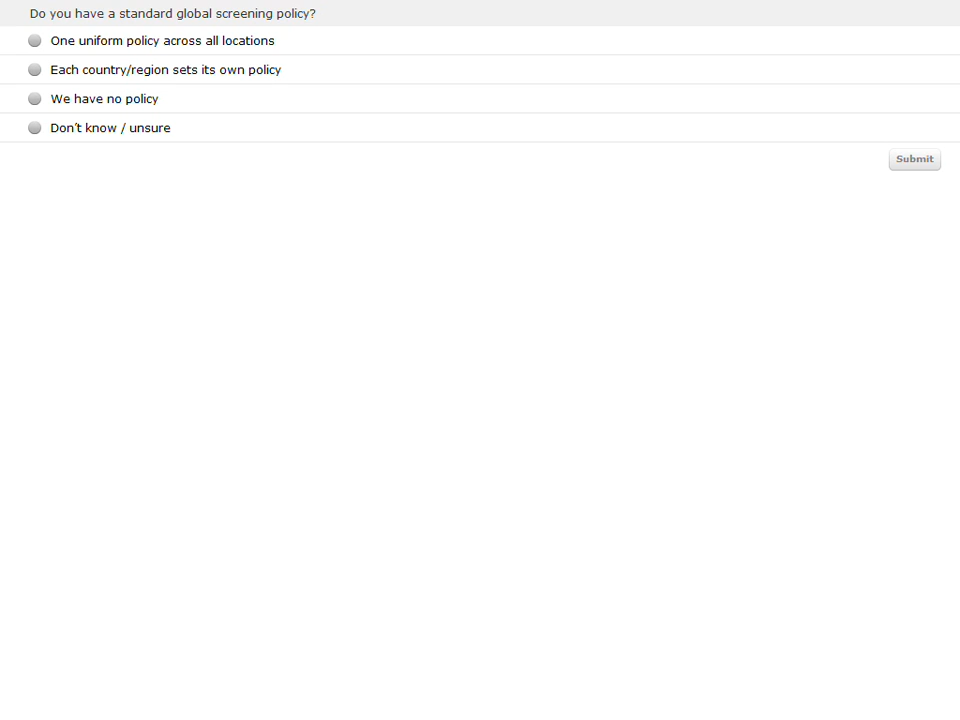 Do you have a standard global screening policy?
One uniform policy across all locations
Each country/region sets its own policy
We have no policy
Don't know / unsure
Submit